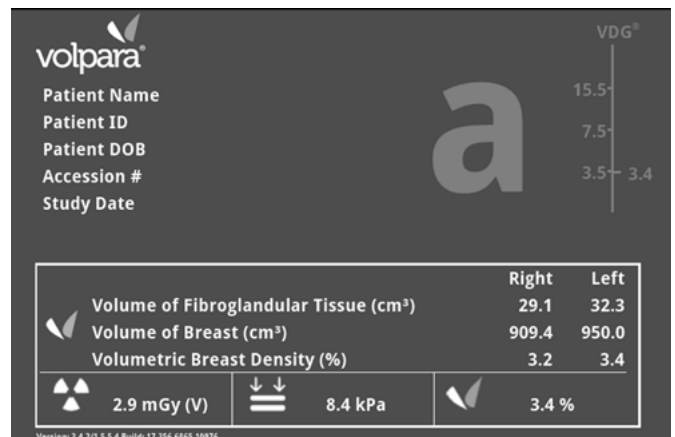 volpara®
VDG®
Patient Name
Patient ID
Patient DOB
Accession #
Study Date
a
15.5
7.5
3.5 3.4
Right Left
Volume of Fibroglandular Tissue (cm³) 29.1 32.3
Volume of Breast (cm³) 909.4 950.0
Volumetric Breast Density (%) 3.2 3.4
2.9 mGy (V) 8.4 kPa 3.4 %